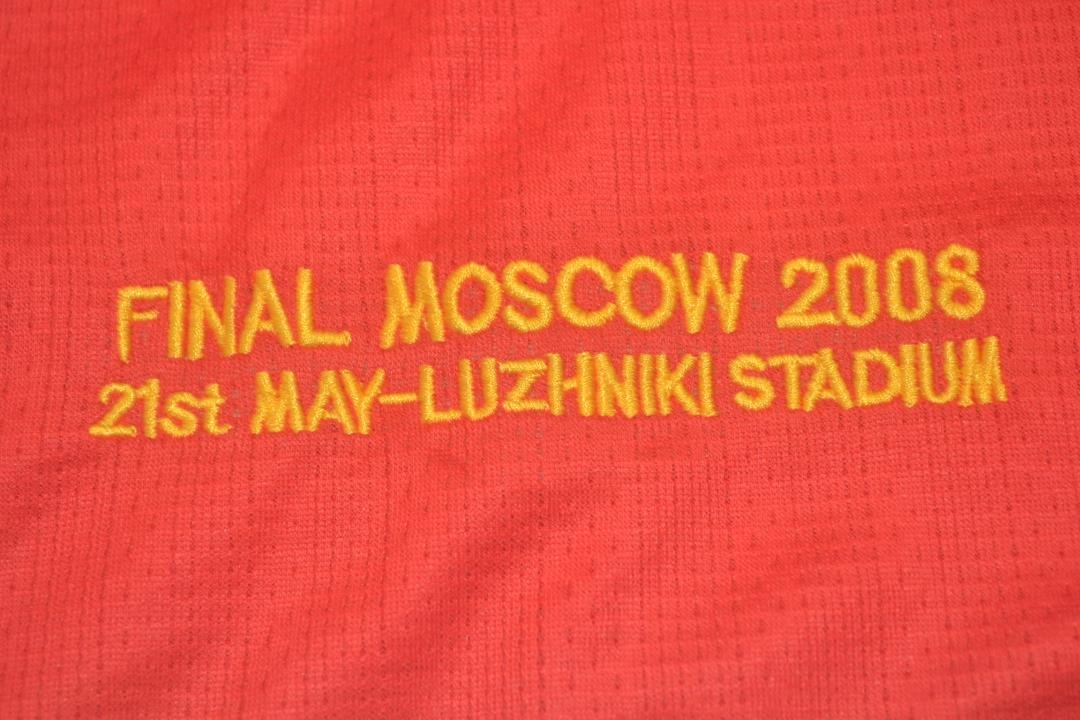 FINAL MOSCOW 2008
21st MAY-LUZHNIKI STADIUM